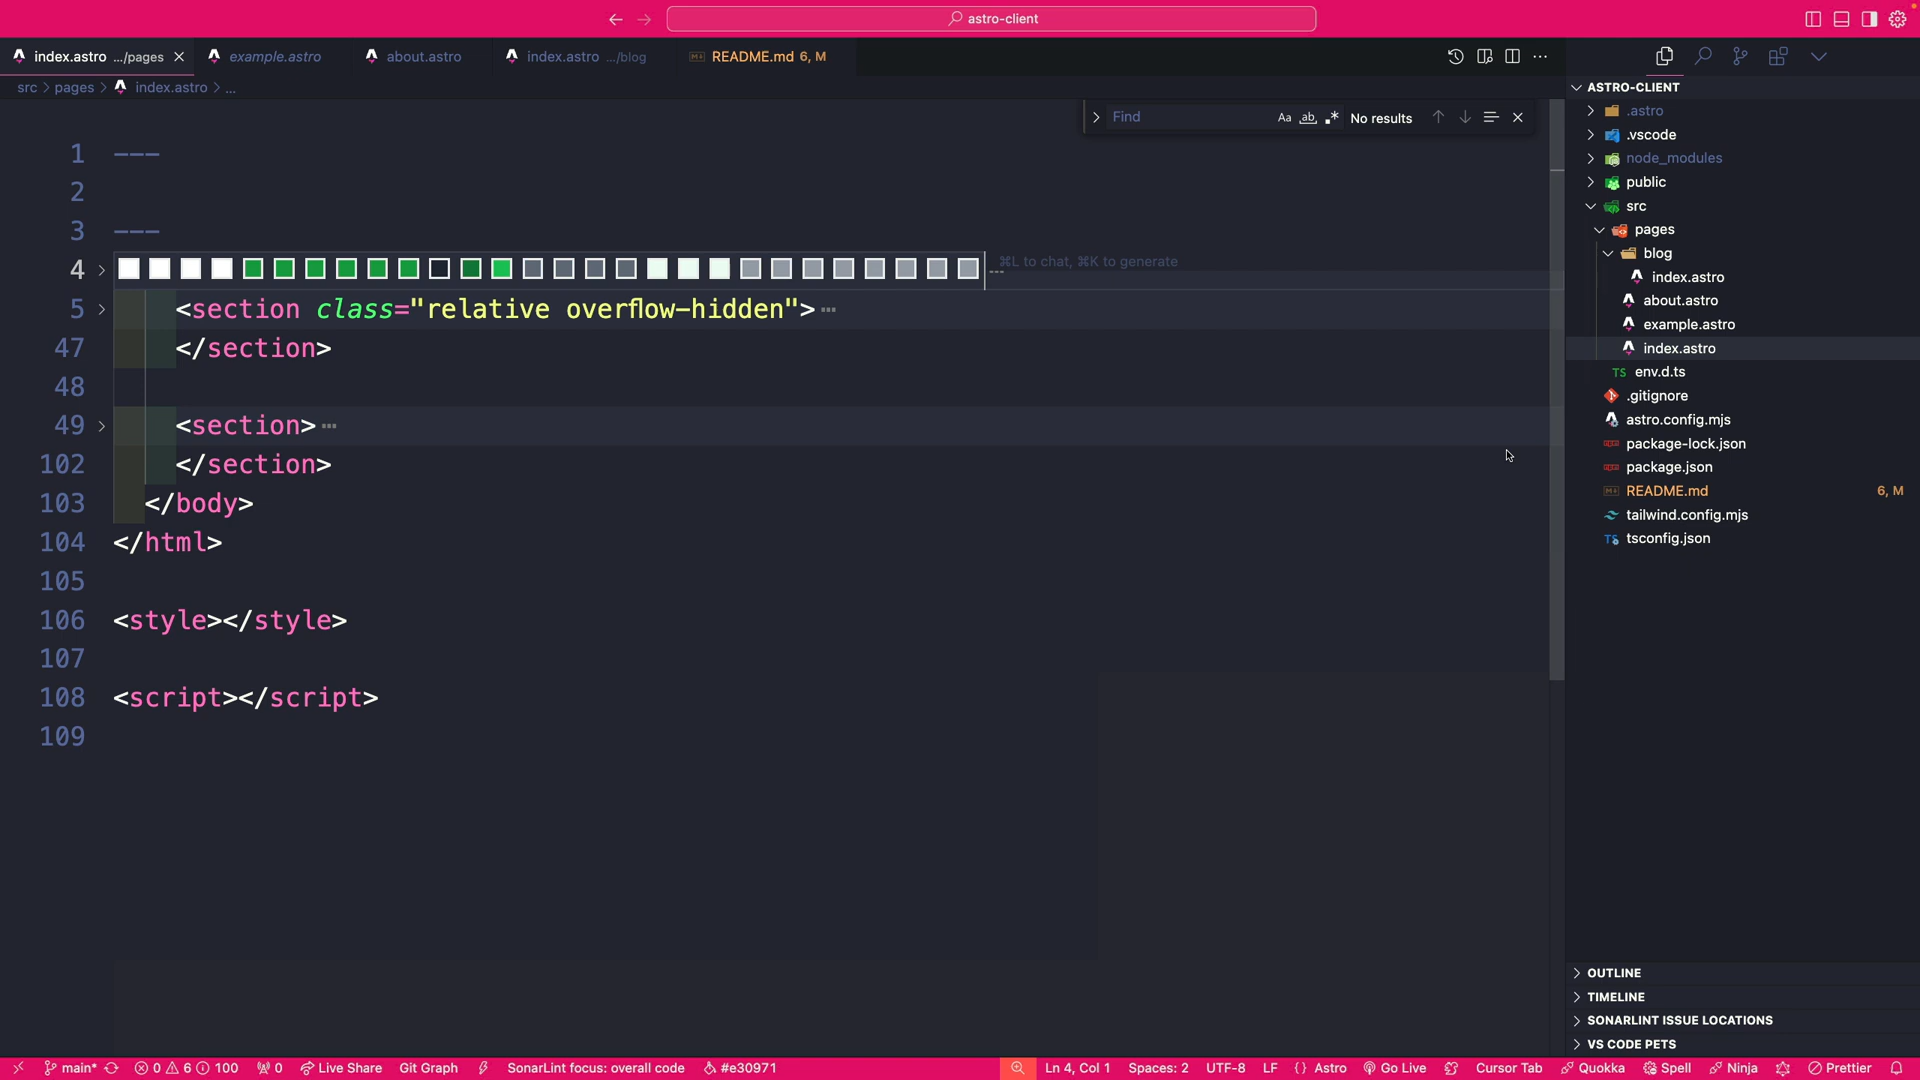 astro-client
index.astro .../pages
example.astro
about.astro
index.astro .../blog
README.md 6, M
src > pages > index.astro > ...
Find
Aa
ab
No results
1 ---
2
3 ---
4 ⌘L to chat, ⌘K to generate
5 <section class="relative overflow-hidden">
47 </section>
48
49 <section>
102 </section>
103 </body>
104 </html>
105
106 <style></style>
107
108 <script></script>
109
ASTRO-CLIENT
.astro
.vscode
node_modules
public
src
pages
blog
index.astro
about.astro
example.astro
index.astro
TS env.d.ts
.gitignore
astro.config.mjs
package-lock.json
package.json
README.md 6, M
tailwind.config.mjs
TS tsconfig.json
OUTLINE
TIMELINE
SONARLINT ISSUE LOCATIONS
VS CODE PETS
main* 0 6 100 0 Live Share Git Graph SonarLint focus: overall code #e30971 Ln 4, Col 1 Spaces: 2 UTF-8 LF {} Astro Go Live Cursor Tab Quokka Spell Ninja Prettier